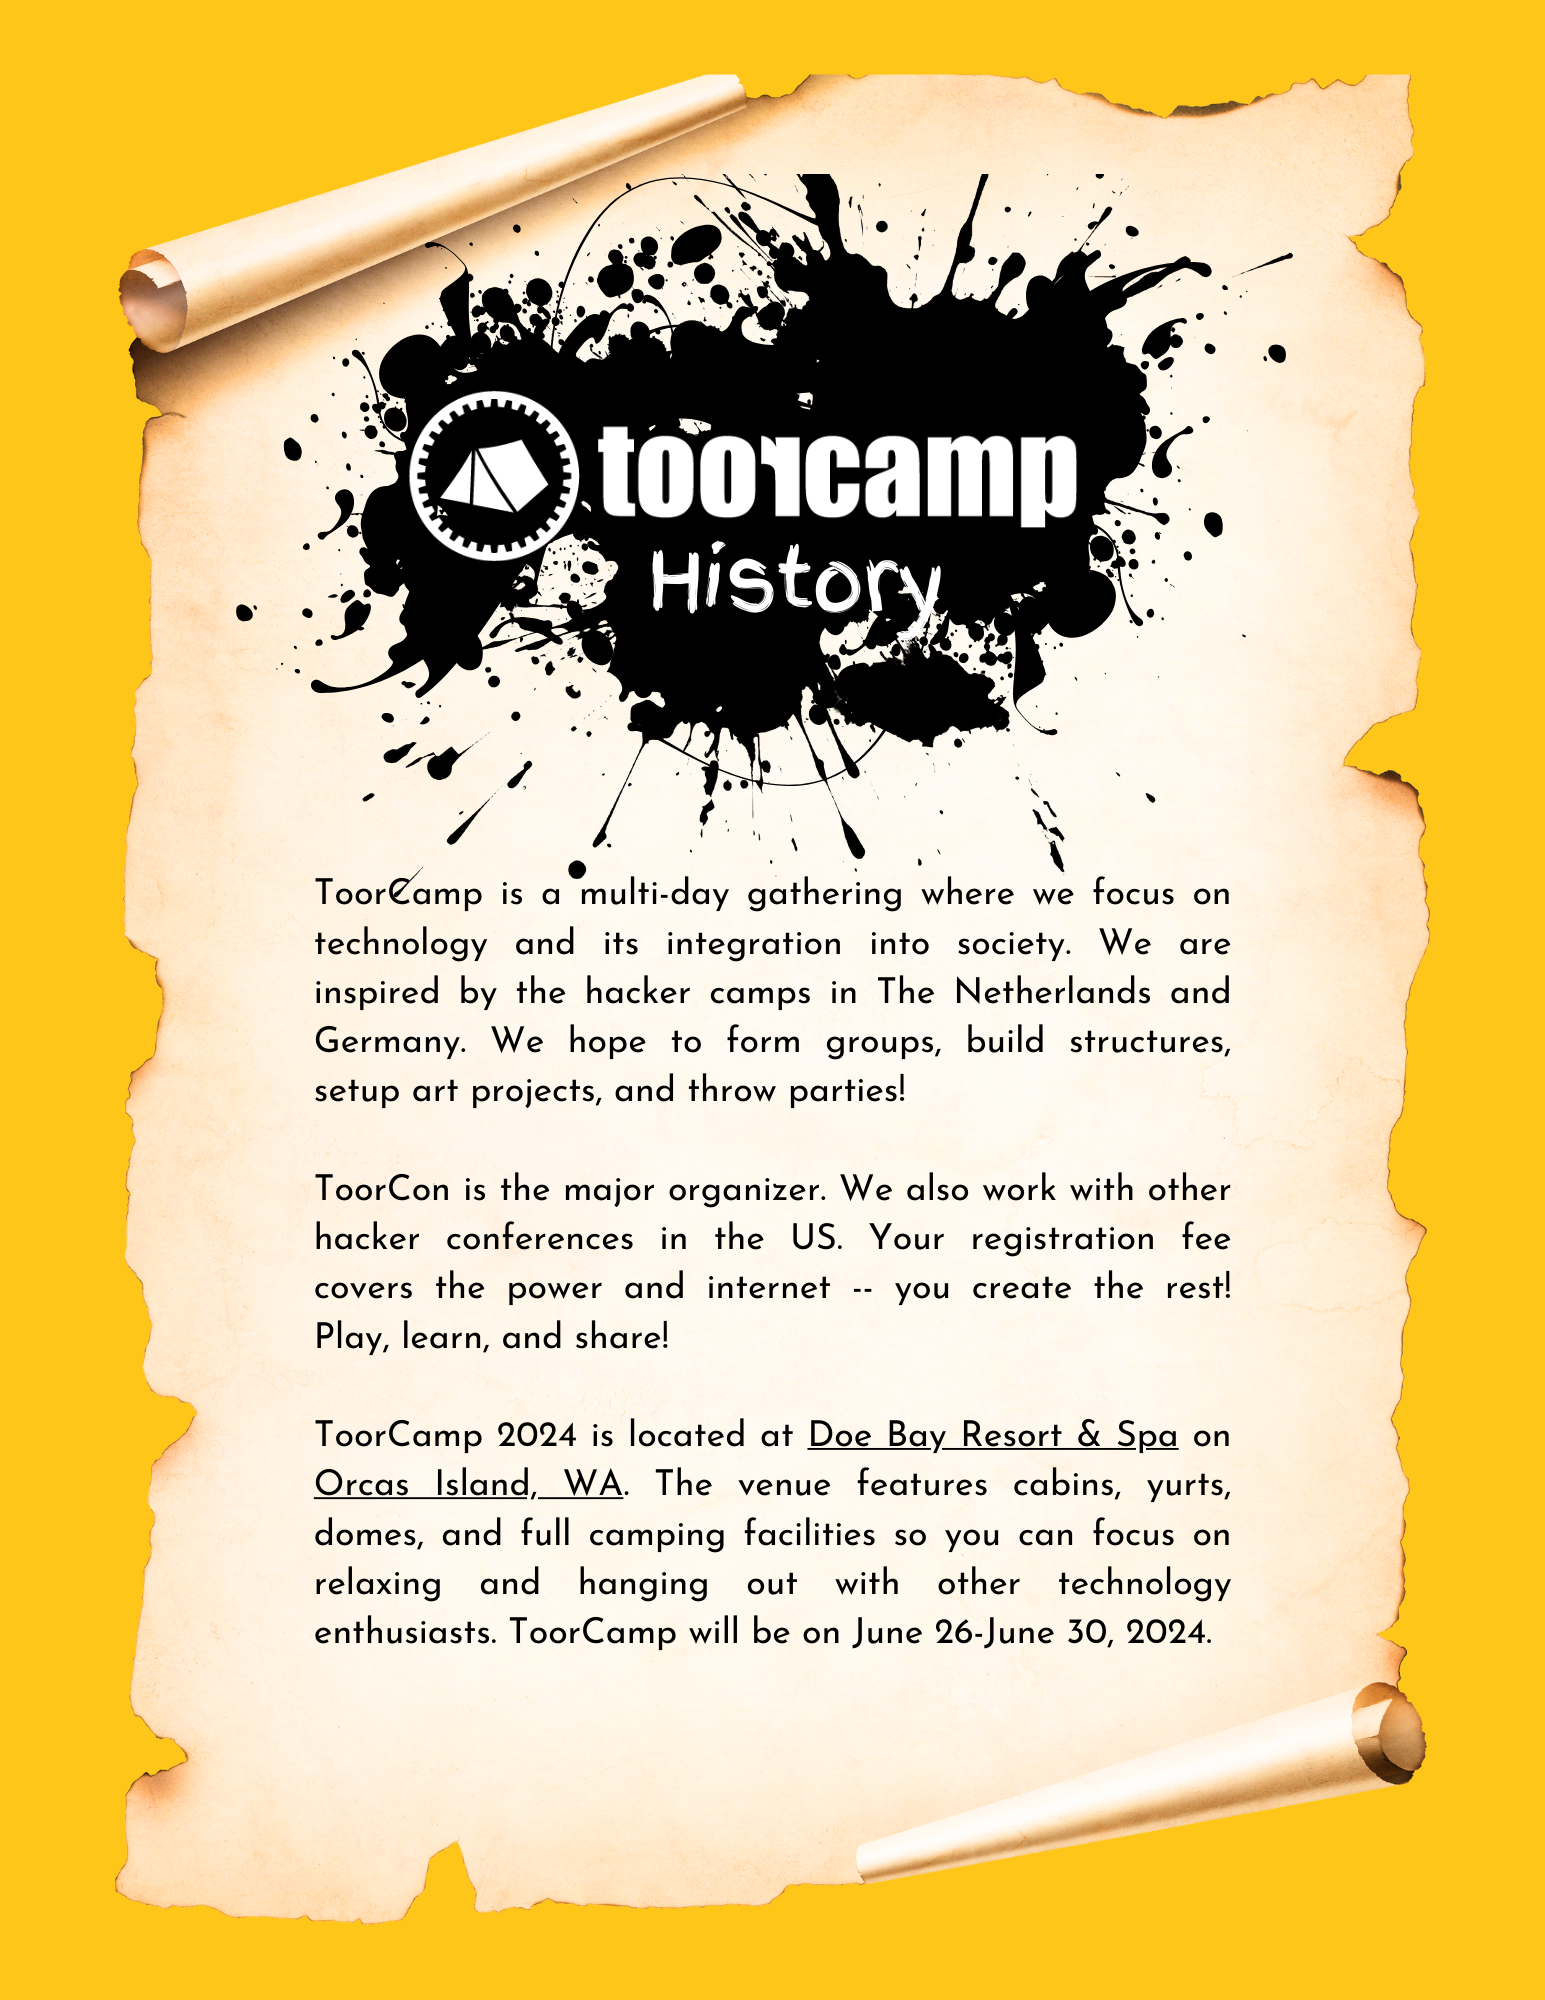 toorcamp
History
ToorCamp is a multi-day gathering where we focus on
technology and its integration into society. We are
inspired by the hacker camps in The Netherlands and
Germany. We hope to form groups, build structures,
setup art projects, and throw parties!
ToorCon is the major organizer. We also work with other
hacker conferences in the US. Your registration fee
covers the power and internet -- you create the rest!
Play, learn, and share!
ToorCamp 2024 is located at Doe Bay Resort & Spa on
Orcas Island, WA. The venue features cabins, yurts,
domes, and full camping facilities so you can focus on
relaxing and hanging out with other technology
enthusiasts. ToorCamp will be on June 26-June 30, 2024.